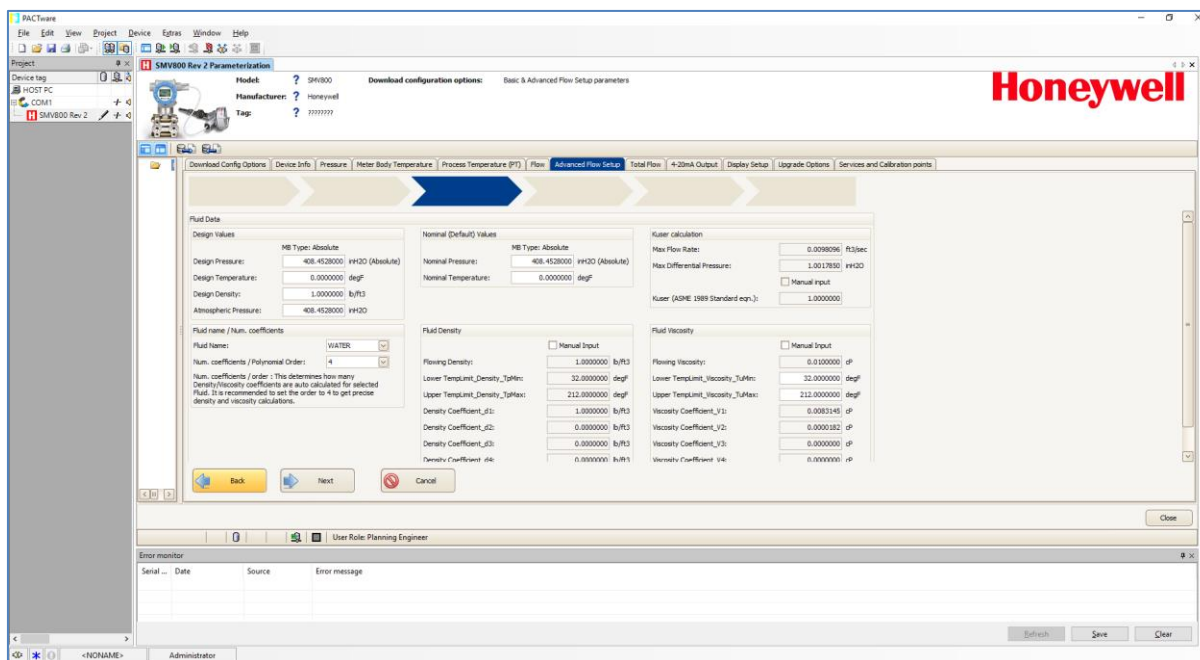 PACTware
File Edit View Project Device Extras Window Help
Project
Device tag
HOST PC
COM1
SMV800 Rev 2
SMV800 Rev 2 Parameterization
Model: ? SMV800 Download configuration options: Basic & Advanced Flow Setup parameters
Manufacturer: ? Honeywell
Tag: ? ????????
Honeywell
Download Config Options Device Info Pressure Meter Body Temperature Process Temperature (PT) Flow Advanced Flow Setup Total Flow 4-20mA Output Display Setup Upgrade Options Services and Calibration points
Fluid Data
Design Values
MB Type: Absolute
Design Pressure: 408.4528000 inH2O (Absolute)
Design Temperature: 0.0000000 degF
Design Density: 1.0000000 lb/ft3
Atmospheric Pressure: 408.4528000 inH2O
Nominal (Default) Values
MB Type: Absolute
Nominal Pressure: 408.4528000 inH2O (Absolute)
Nominal Temperature: 0.0000000 degF
Kuser calculation
Max Flow Rate: 0.0098096 ft3/sec
Max Differential Pressure: 1.0017850 inH2O
Manual input
Kuser (ASME 1989 Standard eqn.): 1.0000000
Fluid name / Num. coefficients
Fluid Name: WATER
Num. coefficients / Polynomial Order: 4
Num. coefficients / order : This determines how many
Density/Viscosity coefficients are auto calculated for selected
Fluid. It is recommended to set the order to 4 to get precise
density and viscosity calculations.
Fluid Density
Manual Input
Flowing Density: 1.0000000 lb/ft3
Lower TempLimit_Density_TpMin: 32.0000000 degF
Upper TempLimit_Density_TpMax: 212.0000000 degF
Density Coefficient_d1: 1.0000000 lb/ft3
Density Coefficient_d2: 0.0000000 lb/ft3
Density Coefficient_d3: 0.0000000 lb/ft3
Density Coefficient_d4: 0.0000000 lb/ft3
Fluid Viscosity
Manual Input
Flowing Viscosity: 0.0100000 cP
Lower TempLimit_Viscosity_TuMin: 32.0000000 degF
Upper TempLimit_Viscosity_TuMax: 212.0000000 degF
Viscosity Coefficient_V1: 0.0083145 cP
Viscosity Coefficient_V2: 0.0000182 cP
Viscosity Coefficient_V3: 0.0000000 cP
Viscosity Coefficient_V4: 0.0000000 cP
Back Next Cancel
Close
User Role: Planning Engineer
Error monitor
Serial ... Date Source Error message
Refresh Save Clear
<NONAME> Administrator